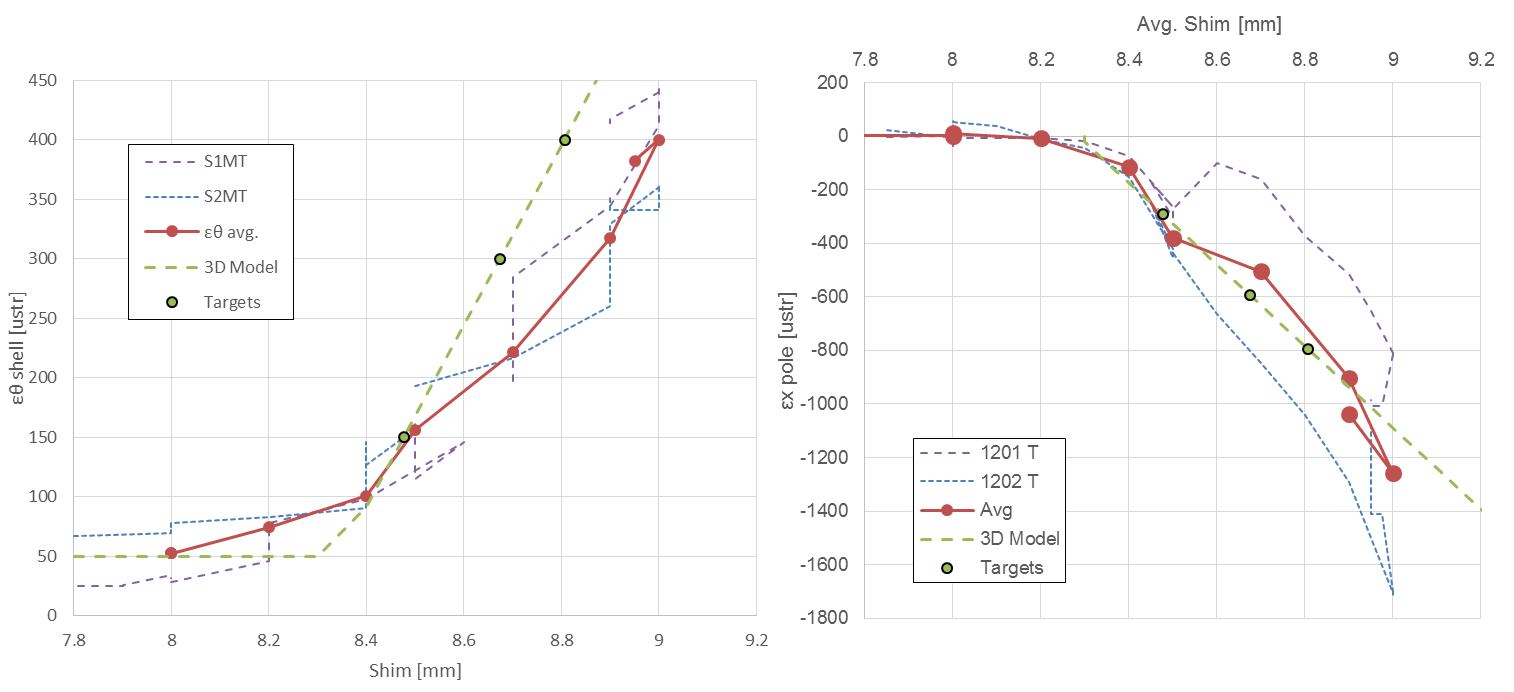 450
400
350
300
250
200
150
100
50
0
7.8 8 8.2 8.4 8.6 8.8 9 9.2
Shim [mm]
εθ shell [ustr]
S1MT
S2MT
εθ avg.
3D Model
Targets
Avg. Shim [mm]
7.8 8 8.2 8.4 8.6 8.8 9 9.2
200
0
-200
-400
-600
-800
-1000
-1200
-1400
-1600
-1800
εx pole [ustr]
1201 T
1202 T
Avg
3D Model
Targets